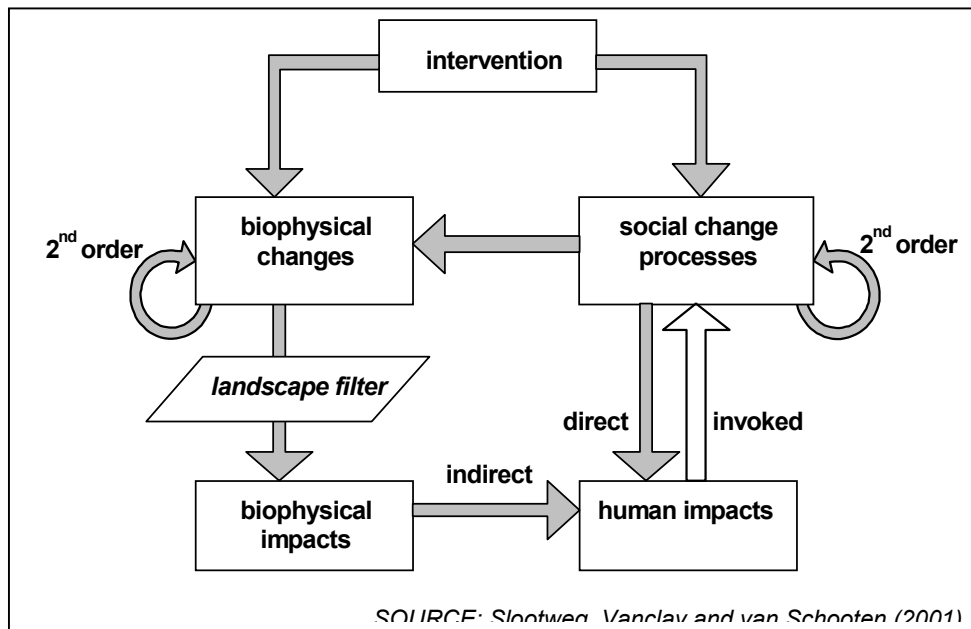 intervention
biophysical
changes
social change
processes
2nd order
2nd order
landscape filter
direct
invoked
biophysical
impacts
indirect
human impacts
SOURCE: Slootweg, Vanclay and van Schooten (2001)